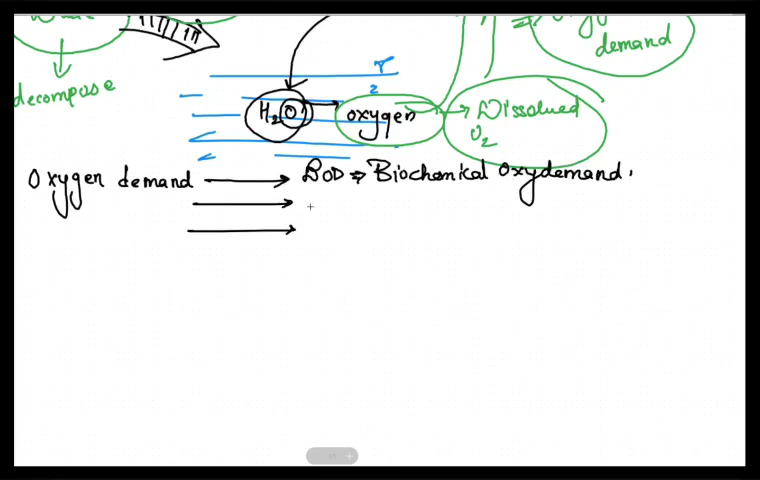 demand
decompose
H₂O → oxygen → Dissolved
O₂
Oxygen demand → BOD ⇒ Biochemical Oxydemand.